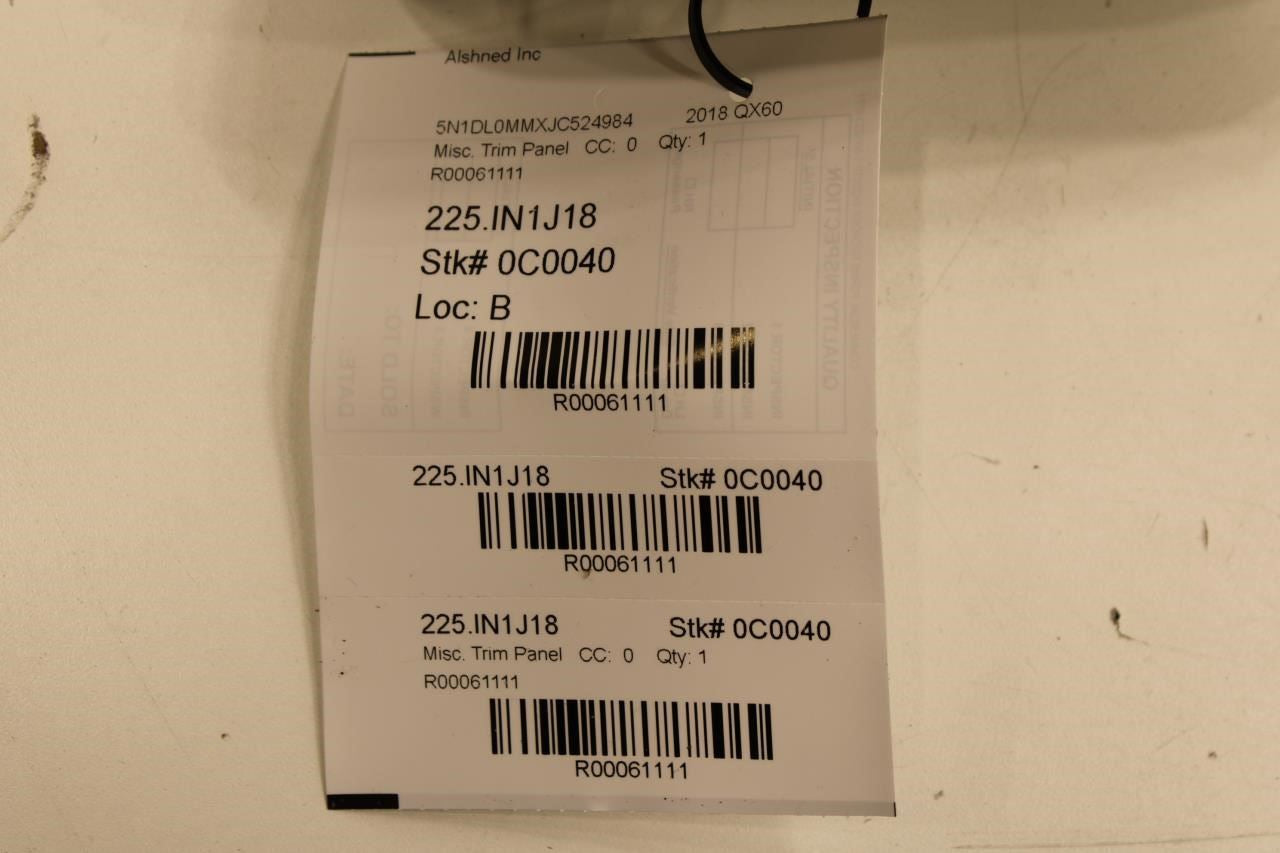 Alshned Inc
5N1DL0MMXJC524984 2018 QX60
Misc. Trim Panel CC: 0 Qty: 1
R00061111
225.IN1J18
Stk# 0C0040
Loc: B
R00061111
225.IN1J18 Stk# 0C0040
R00061111
225.IN1J18 Stk# 0C0040
Misc. Trim Panel CC: 0 Qty: 1
R00061111
R00061111